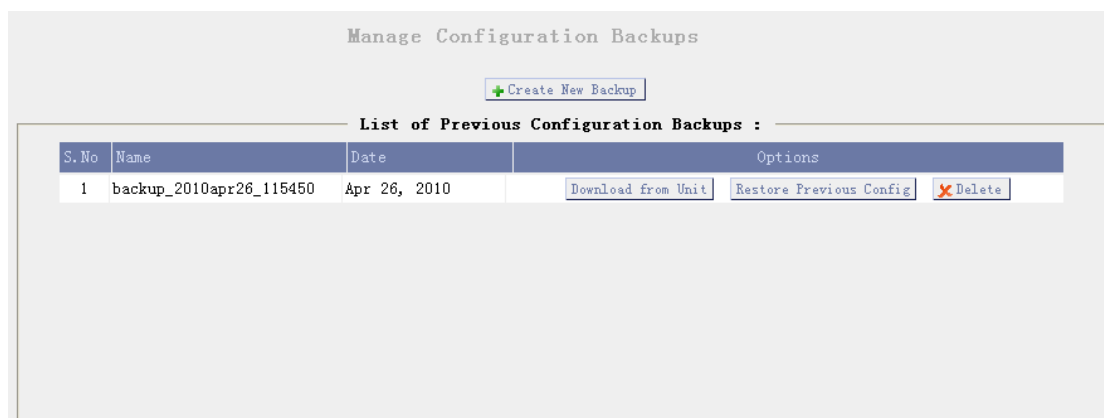 Manage Configuration Backups
Create New Backup
List of Previous Configuration Backups :
S.No Name Date Options
1 backup_2010apr26_115450 Apr 26, 2010 Download from Unit Restore Previous Config Delete